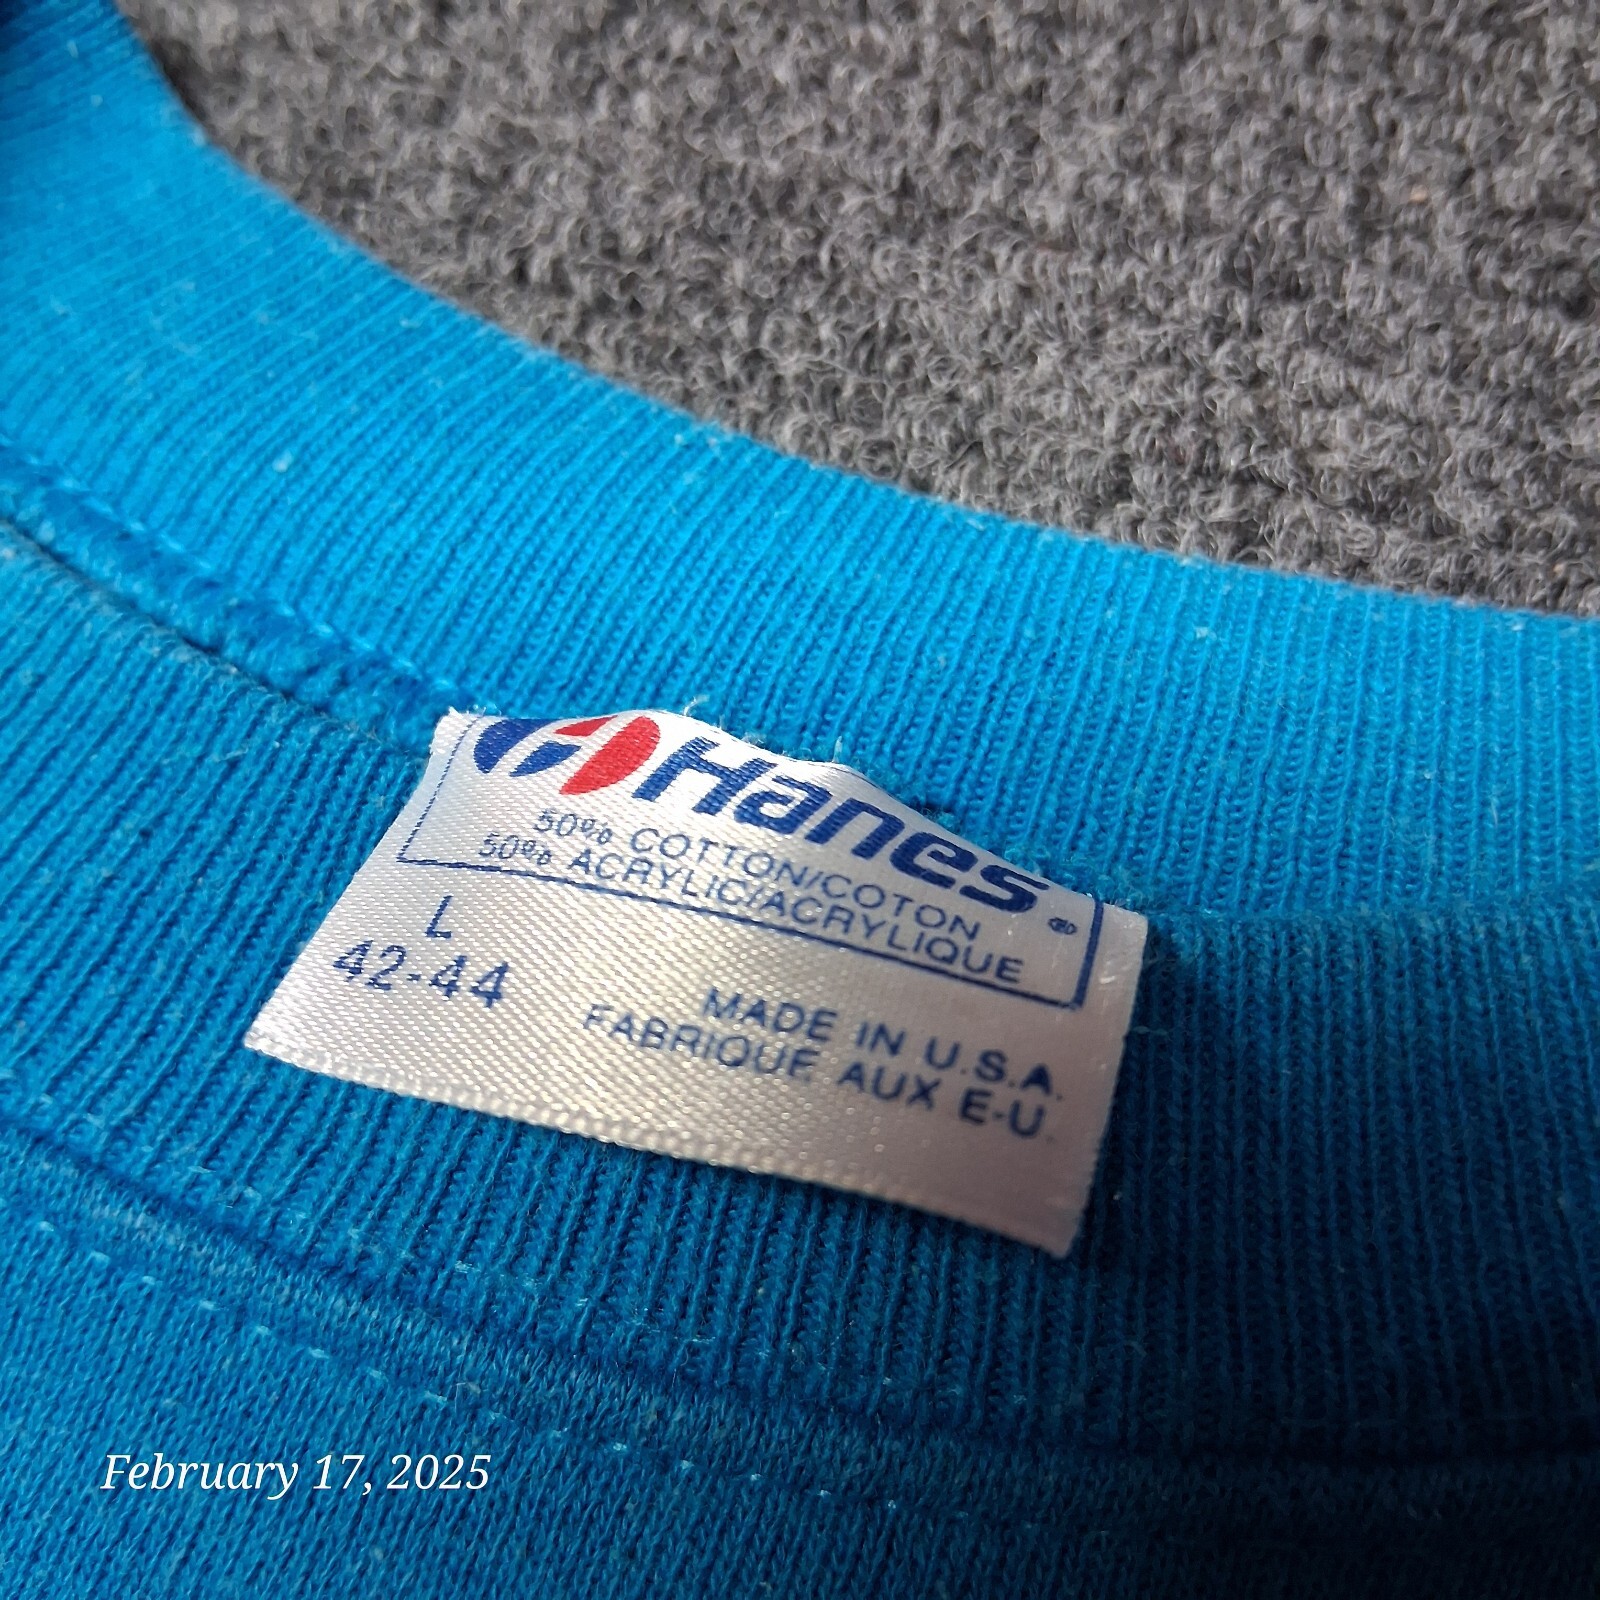 Hanes®
50% COTTON/COTON
50% ACRYLIC/ACRYLIQUE
L
42-44
MADE IN U.S.A.
FABRIQUE AUX E-U.
February 17, 2025